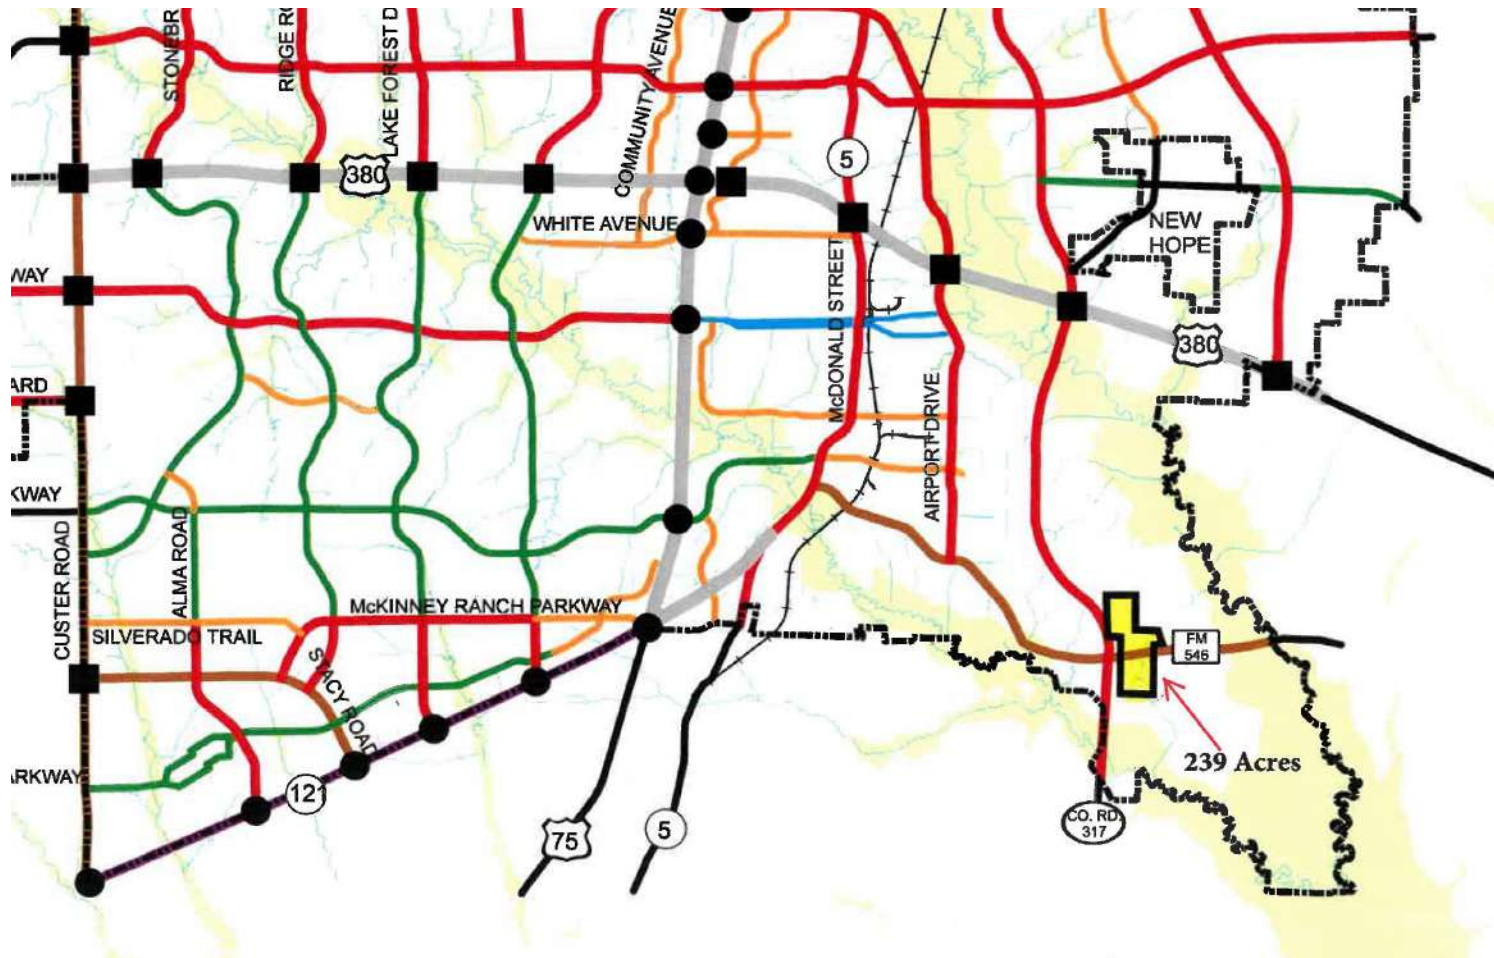 STONEBR
RIDGE R
LAKE FOREST D
COMMUNITY AVENUE
5
380
WHITE AVENUE
NEW
HOPE
WAY
McDONALD STREET
380
ARD
AIRPORT DRIVE
KWAY
CUSTER ROAD
ALMA ROAD
McKINNEY RANCH PARKWAY
SILVERADO TRAIL
FM
546
STACY ROAD
239 Acres
ARKWAY
121
75
5
CO. RD.
317